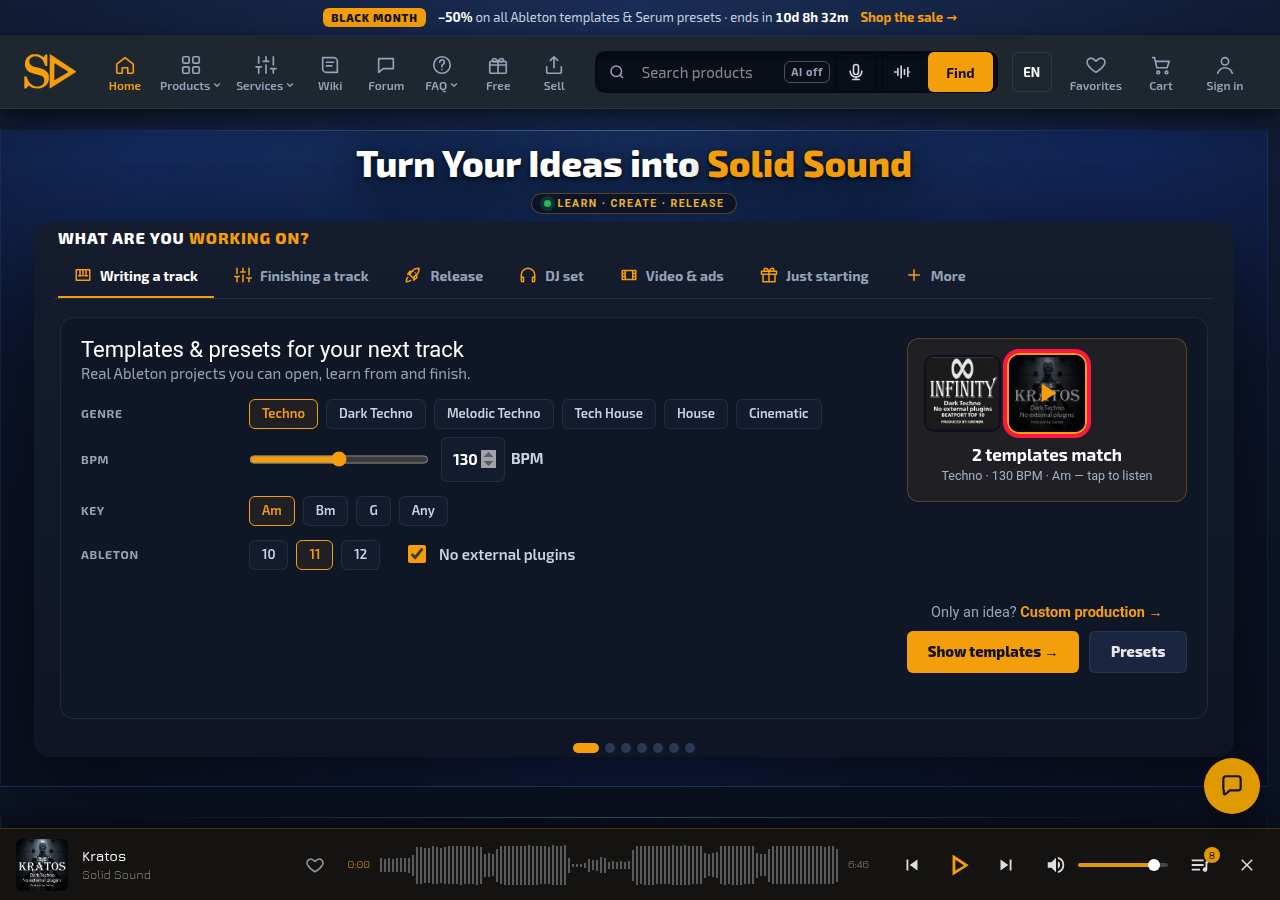 BLACK MONTH −50% on all Ableton templates & Serum presets · ends in 10d 8h 32m Shop the sale →
SD
Home Products Services Wiki Forum FAQ Free Sell
Search products AI off Find EN Favorites Cart Sign in
Turn Your Ideas into Solid Sound
LEARN · CREATE · RELEASE
WHAT ARE YOU WORKING ON?
Writing a track Finishing a track Release DJ set Video & ads Just starting More
Templates & presets for your next track
Real Ableton projects you can open, learn from and finish.
GENRE Techno Dark Techno Melodic Techno Tech House House Cinematic
BPM 130 BPM
KEY Am Bm G Any
ABLETON 10 11 12 No external plugins
INFINITY
Dark Techno
No external plugins
BEATPORT TOP 10
KRATOS
Dark Techno
No external plugins
2 templates match
Techno · 130 BPM · Am — tap to listen
Only an idea? Custom production →
Show templates → Presets
KRATOS
Kratos
Solid Sound
0:00 6:46 8